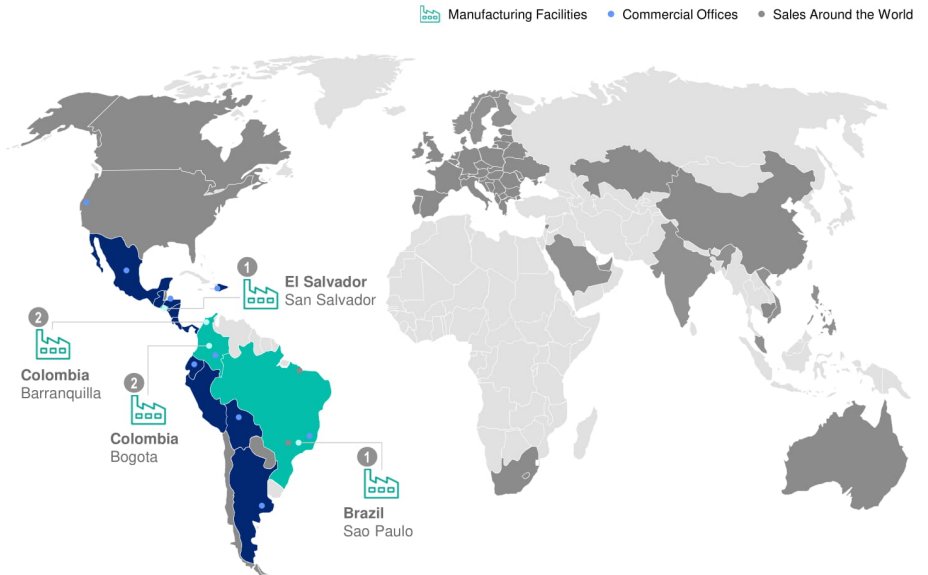 Manufacturing Facilities
Commercial Offices
Sales Around the World
1
El Salvador
San Salvador
2
Colombia
Barranquilla
2
Colombia
Bogota
1
Brazil
Sao Paulo